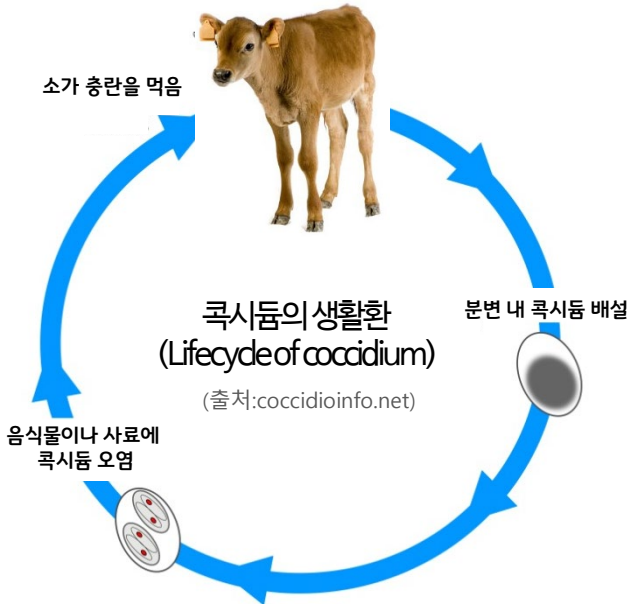 소가 충란을 먹음
콕시듐의 생활환
(Lifecycle of coccidium)
(출처:coccidioinfo.net)
분변 내 콕시듐 배설
음식물이나 사료에
콕시듐 오염